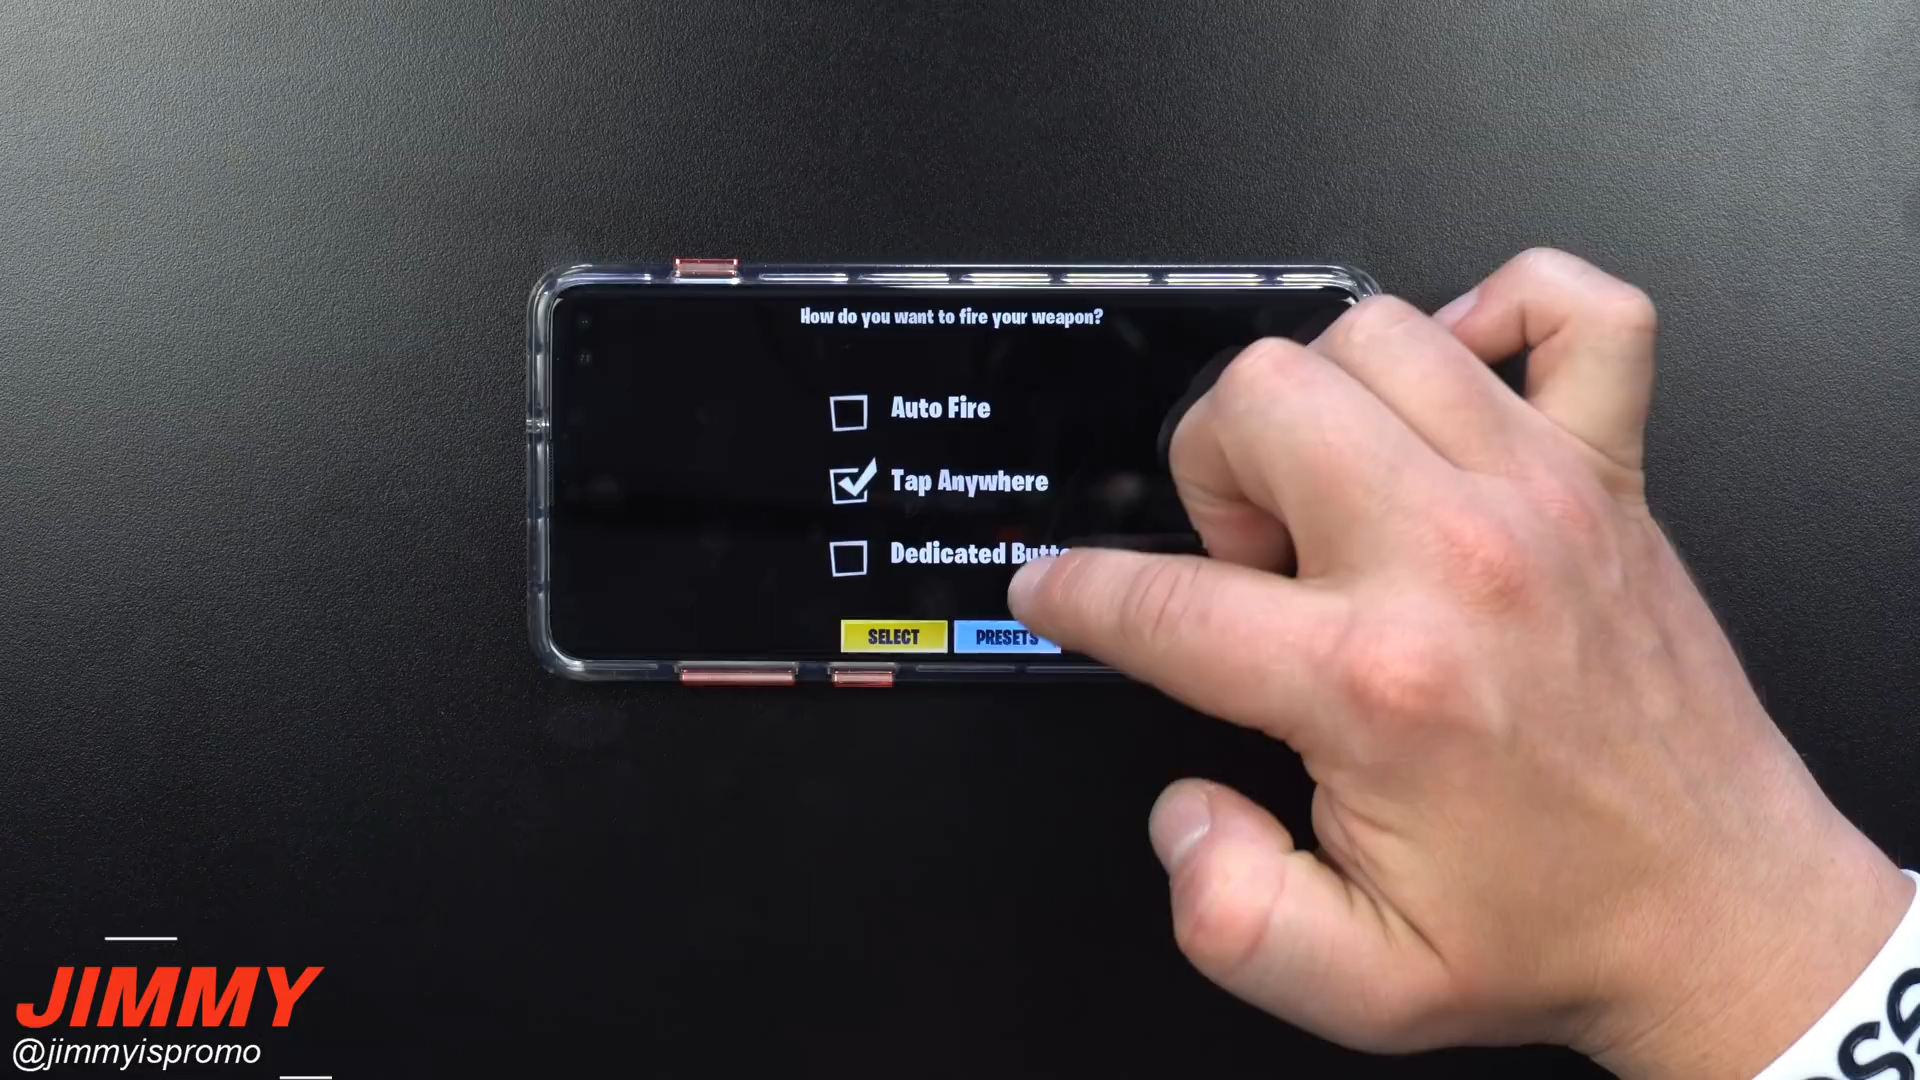 How do you want to fire your weapon?
Auto Fire
Tap Anywhere
Dedicated
SELECT
PRESETS
JIMMY
@jimmyispromo